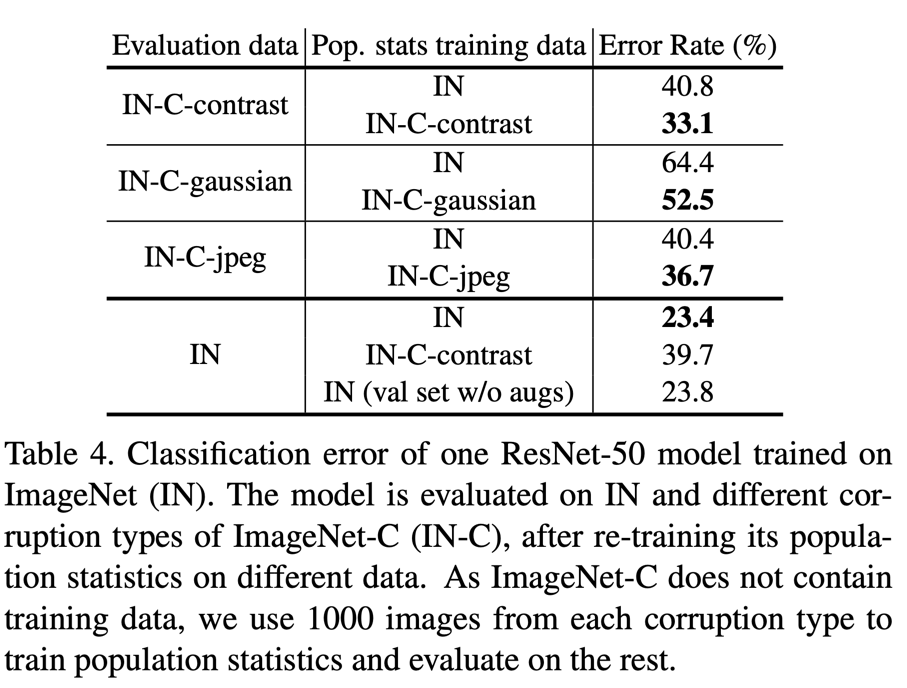 Evaluation data Pop. stats training data Error Rate (%)
IN-C-contrast IN 40.8
IN-C-contrast 33.1
IN-C-gaussian IN 64.4
IN-C-gaussian 52.5
IN-C-jpeg IN 40.4
IN-C-jpeg 36.7
IN IN 23.4
IN-C-contrast 39.7
IN (val set w/o augs) 23.8
Table 4. Classification error of one ResNet-50 model trained on
ImageNet (IN). The model is evaluated on IN and different cor-
ruption types of ImageNet-C (IN-C), after re-training its popula-
tion statistics on different data. As ImageNet-C does not contain
training data, we use 1000 images from each corruption type to
train population statistics and evaluate on the rest.